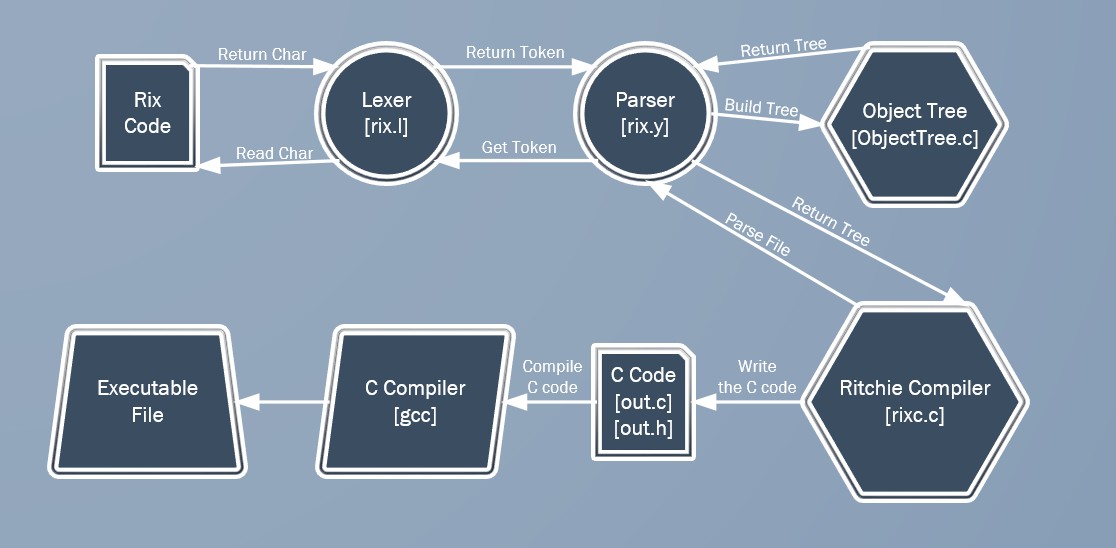 Return Char
Return Token
Return Tree
Rix
Code
Lexer
[rix.l]
Parser
[rix.y]
Build Tree
Object Tree
[ObjectTree.c]
Read Char
Get Token
Parse File
Return Tree
Executable
File
C Compiler
[gcc]
Compile
C code
C Code
[out.c]
[out.h]
Write
the C code
Ritchie Compiler
[rixc.c]